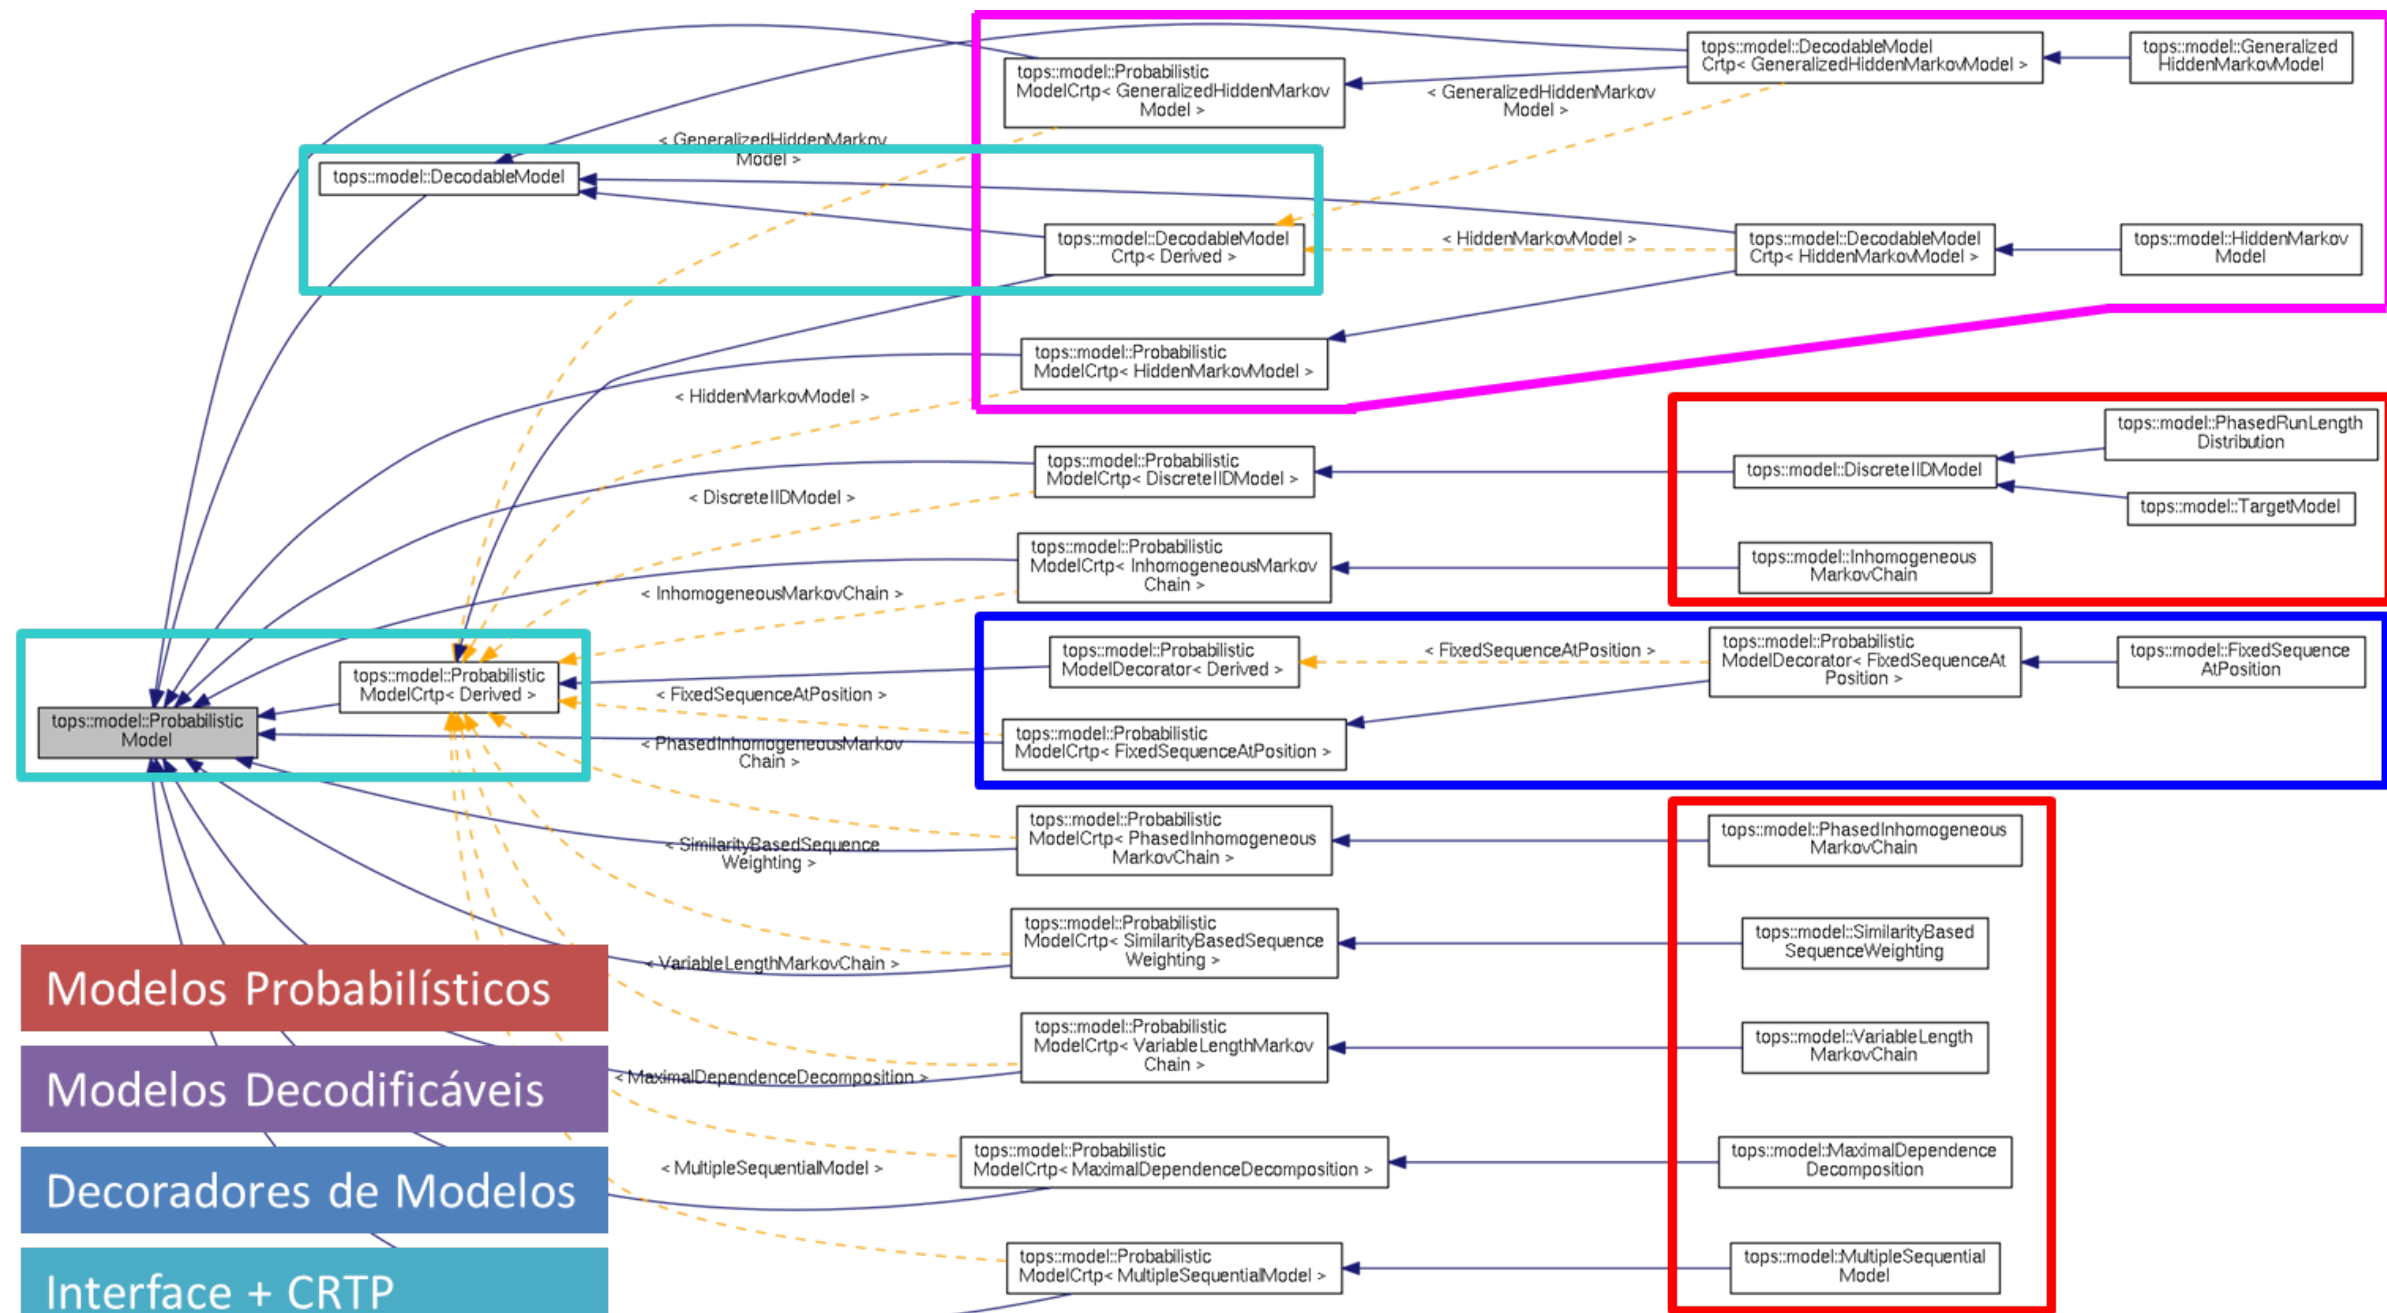 tops::model::DecodableModel
Crtp< GeneralizedHiddenMarkovModel >
tops::model::Generalized
HiddenMarkovModel
tops::model::Probabilistic
ModelCrtp< GeneralizedHiddenMarkov
Model >
< GeneralizedHiddenMarkov
Model >
< GeneralizedHiddenMarkov
Model >
tops::model::DecodableModel
tops::model::DecodableModel
Crtp< Derived >
< HiddenMarkovModel >
tops::model::DecodableModel
Crtp< HiddenMarkovModel >
tops::model::HiddenMarkov
Model
tops::model::Probabilistic
ModelCrtp< HiddenMarkovModel >
< HiddenMarkovModel >
tops::model::PhasedRunLength
Distribution
tops::model::Probabilistic
ModelCrtp< DiscreteIIDModel >
tops::model::DiscreteIIDModel
< DiscreteIIDModel >
tops::model::TargetModel
tops::model::Probabilistic
ModelCrtp< InhomogeneousMarkov
Chain >
tops::model::Inhomogeneous
MarkovChain
< InhomogeneousMarkovChain >
tops::model::Probabilistic
ModelDecorator< Derived >
< FixedSequenceAtPosition >
tops::model::Probabilistic
ModelDecorator< FixedSequenceAt
Position >
tops::model::FixedSequence
AtPosition
tops::model::Probabilistic
ModelCrtp< Derived >
< FixedSequenceAtPosition >
tops::model::Probabilistic
Model
tops::model::Probabilistic
ModelCrtp< FixedSequenceAtPosition >
< PhasedInhomogeneousMarkov
Chain >
tops::model::Probabilistic
ModelCrtp< PhasedInhomogeneous
MarkovChain >
tops::model::PhasedInhomogeneous
MarkovChain
< SimilarityBasedSequence
Weighting >
tops::model::Probabilistic
ModelCrtp< SimilarityBasedSequence
Weighting >
tops::model::SimilarityBased
SequenceWeighting
< VariableLengthMarkovChain >
Modelos Probabilísticos
tops::model::Probabilistic
ModelCrtp< VariableLengthMarkov
Chain >
tops::model::VariableLength
MarkovChain
< MaximalDependenceDecomposition >
Modelos Decodificáveis
tops::model::Probabilistic
ModelCrtp< MaximalDependenceDecomposition >
tops::model::MaximalDependence
Decomposition
< MultipleSequentialModel >
Decoradores de Modelos
tops::model::Probabilistic
ModelCrtp< MultipleSequentialModel >
tops::model::MultipleSequential
Model
Interface + CRTP